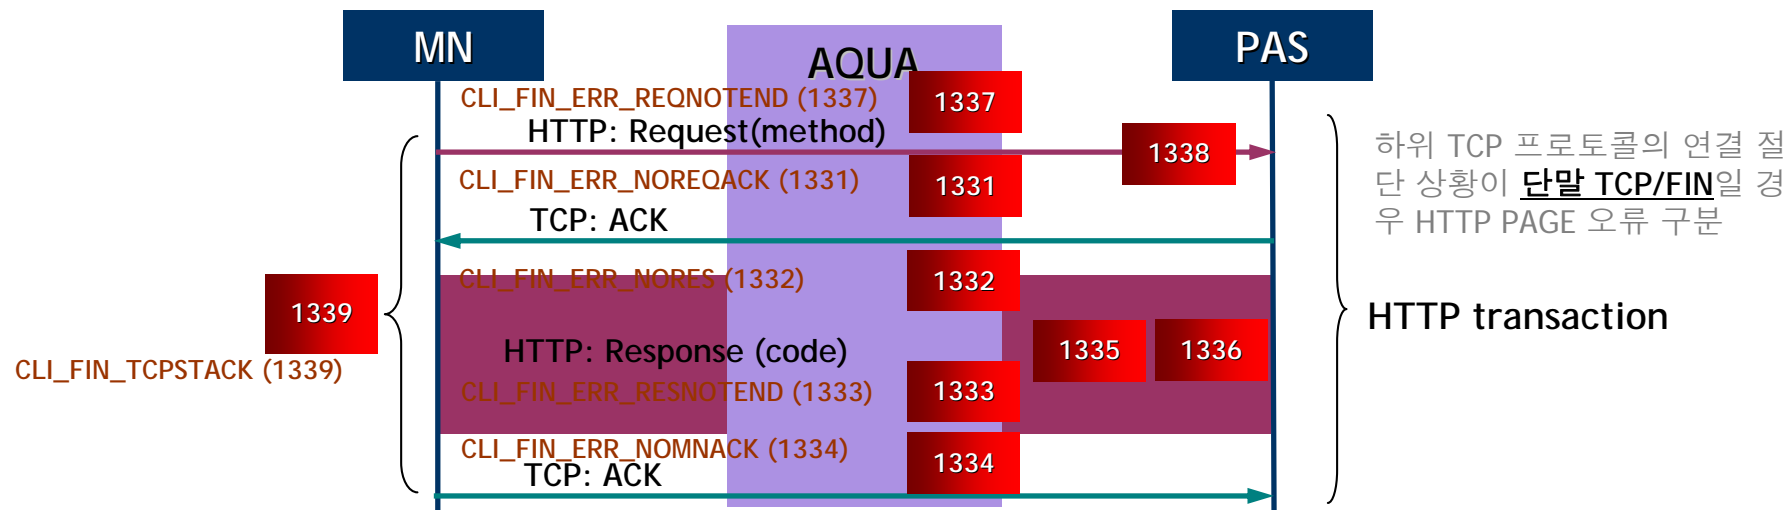 MN
AQUA
PAS
CLI_FIN_ERR_REQNOTEND (1337)
1337
HTTP: Request(method)
1338
하위 TCP 프로토콜의 연결 절
단 상황이 단말 TCP/FIN일 경
우 HTTP PAGE 오류 구분
CLI_FIN_ERR_NOREQACK (1331)
1331
TCP: ACK
CLI_FIN_ERR_NORES (1332)
1332
1339
HTTP transaction
CLI_FIN_TCPSTACK (1339)
HTTP: Response (code)
1335
1336
CLI_FIN_ERR_RESNOTEND (1333)
1333
CLI_FIN_ERR_NOMNACK (1334)
1334
TCP: ACK